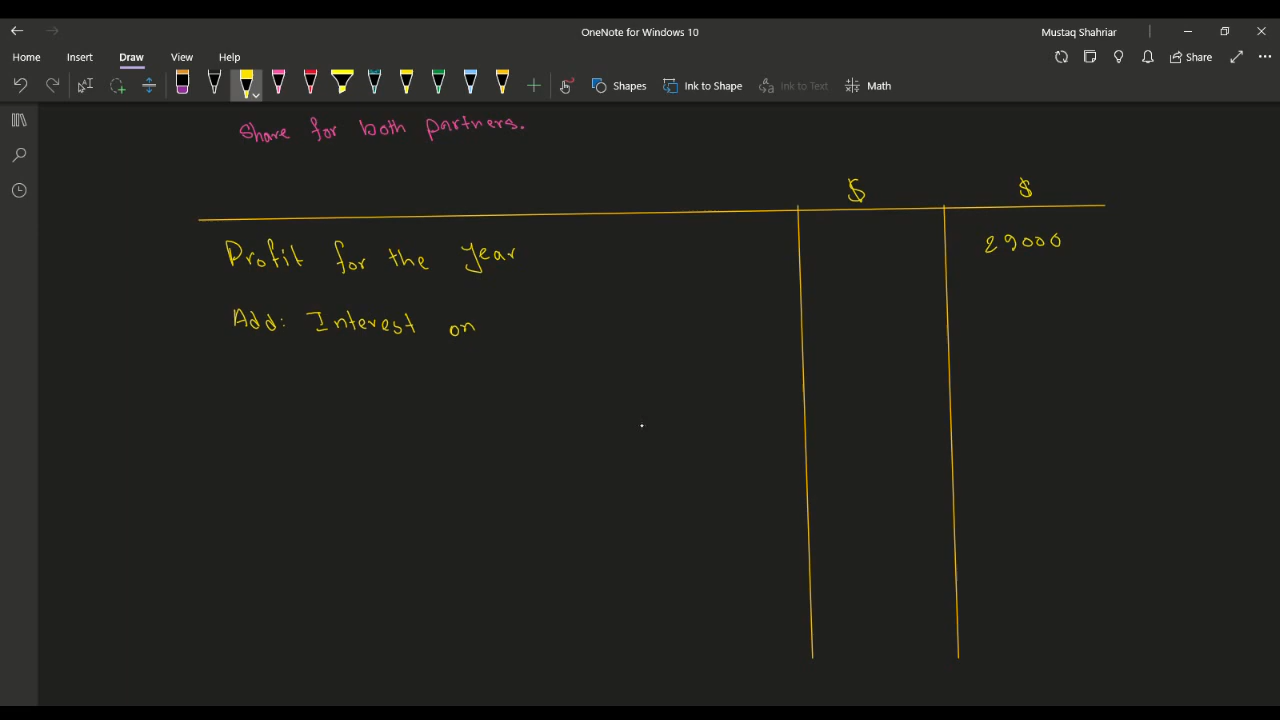 OneNote for Windows 10
Mustaq Shahriar
Home Insert Draw View Help
Share
Shapes Ink to Shape Ink to Text Math
Share for both partners.
$ $
Profit for the year 29000
Add: Interest on